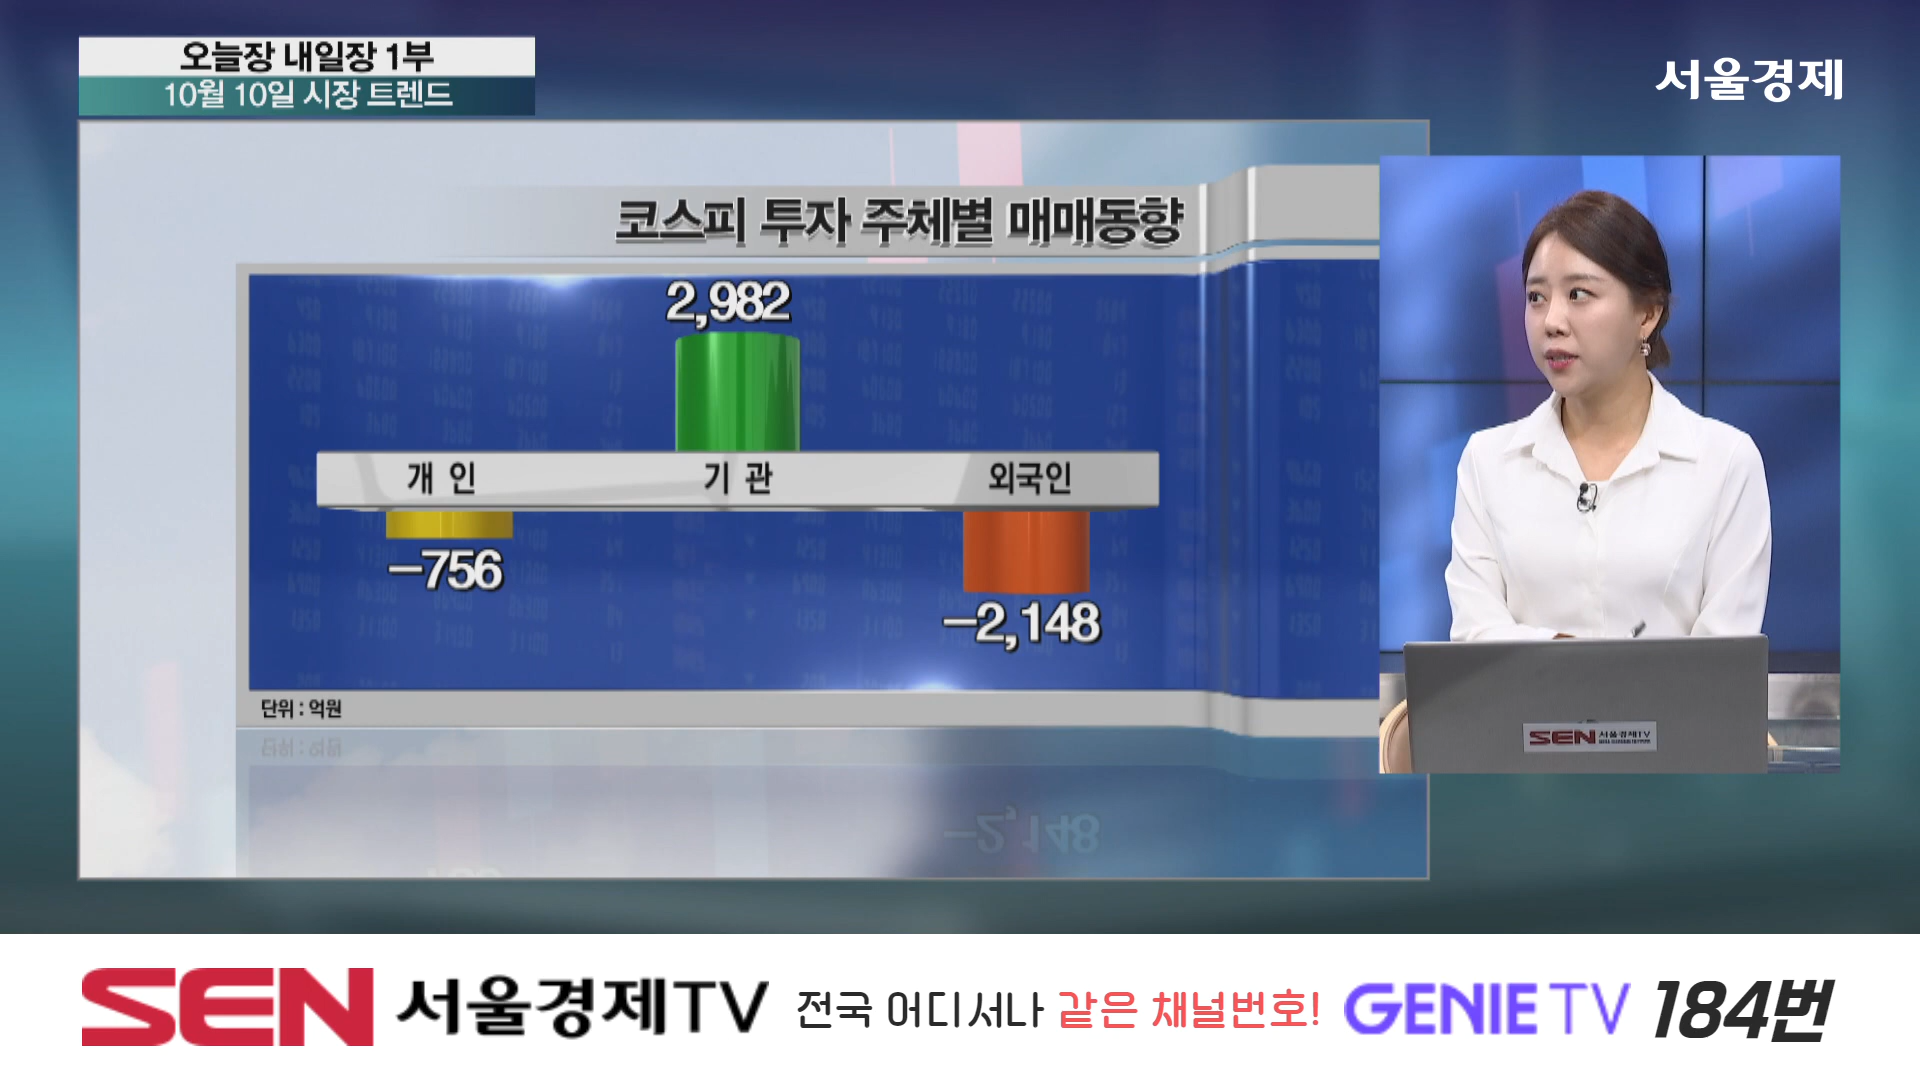 오늘장 내일장 1부
10월 10일 시장 트렌드
서울경제
코스피 투자 주체별 매매동향
2,982
개인 기관 외국인
-756
-2,148
단위 : 억원
SEN 서울경제TV
SEN 서울경제TV 전국 어디서나 같은 채널번호! GENIE TV 184번